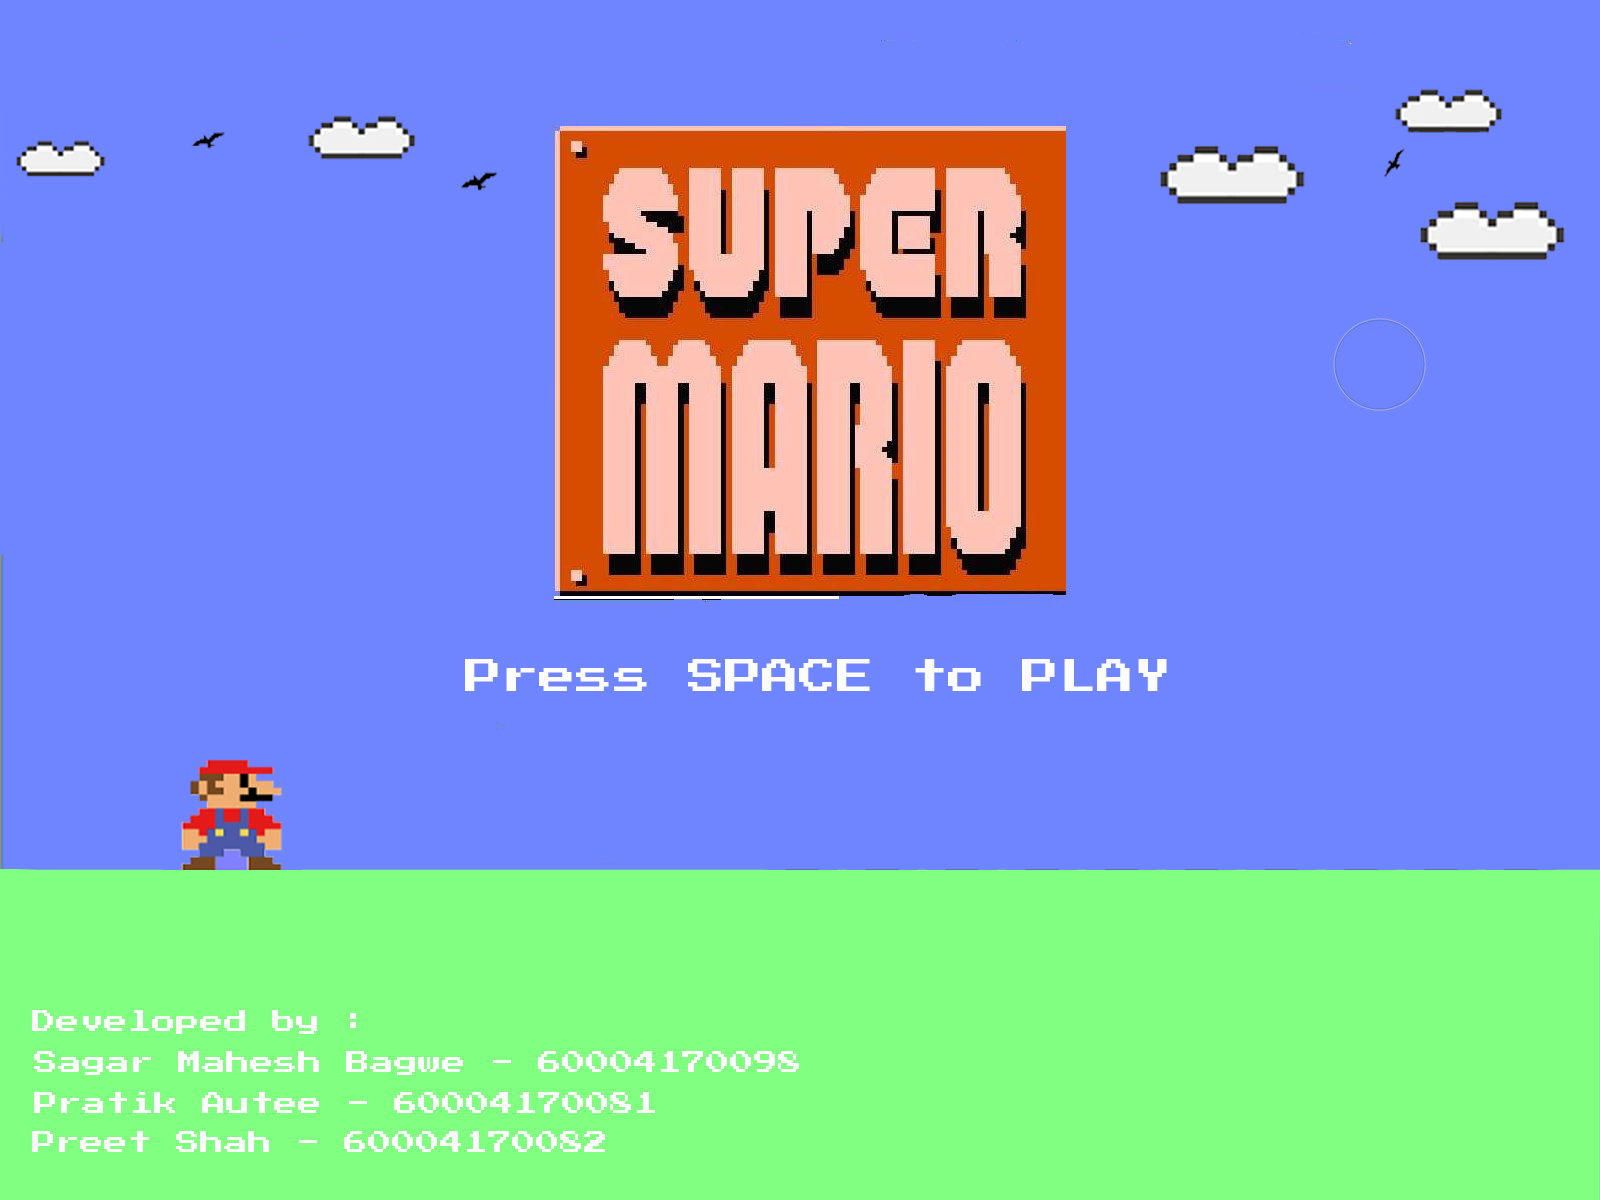 SUPER
MARIO
Press SPACE to PLAY
Developed by :
Sagar Mahesh Bagwe - 60004170098
Pratik Autee - 60004170081
Preet Shah - 60004170082